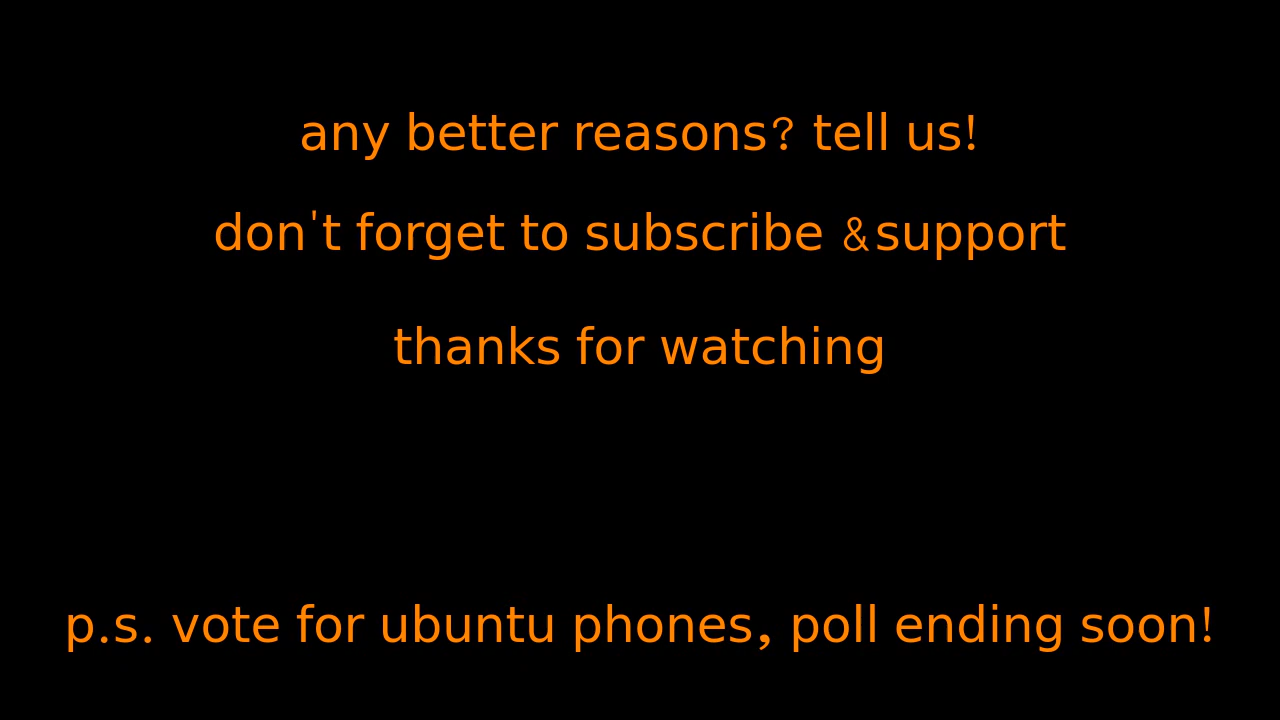 any better reasons? tell us!
don't forget to subscribe &support
thanks for watching
p.s. vote for ubuntu phones, poll ending soon!